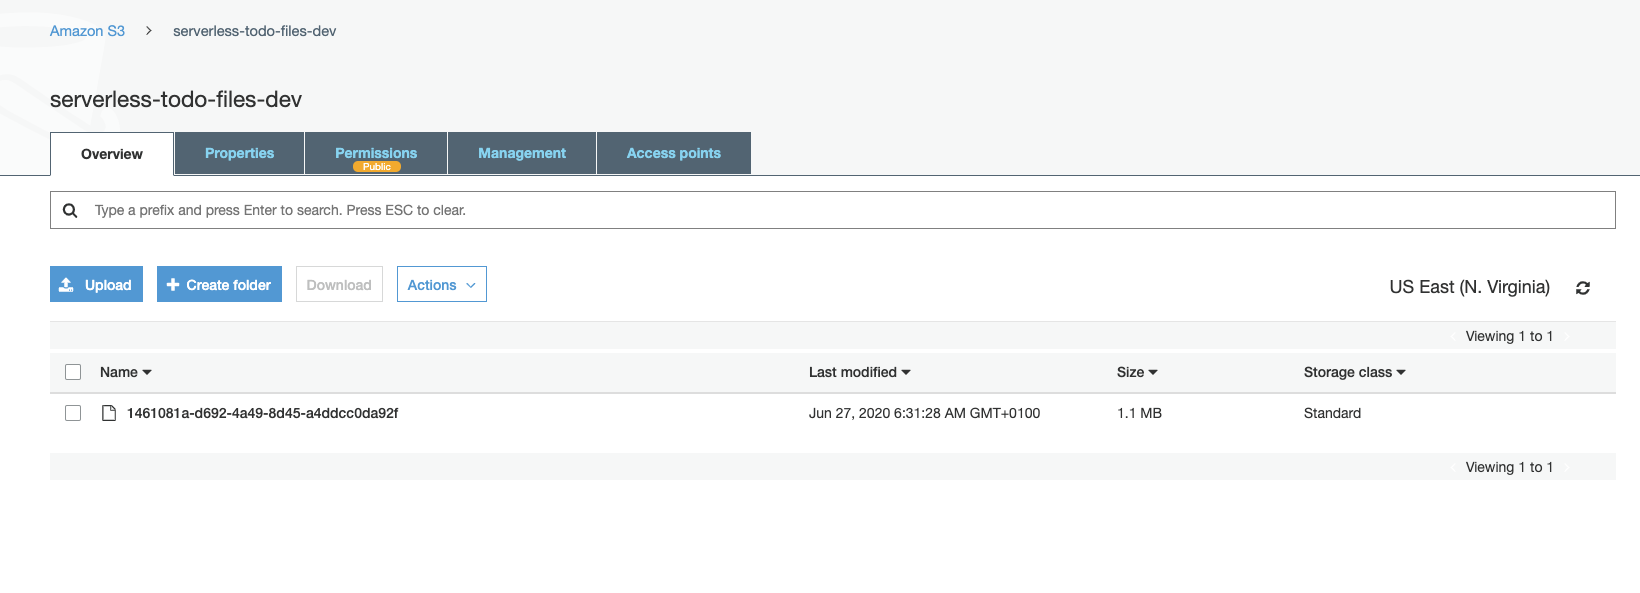 Amazon S3 > serverless-todo-files-dev
serverless-todo-files-dev
Overview Properties Permissions Management Access points
Public
Type a prefix and press Enter to search. Press ESC to clear.
Upload Create folder Download Actions US East (N. Virginia)
Viewing 1 to 1
Name Last modified Size Storage class
1461081a-d692-4a49-8d45-a4ddcc0da92f Jun 27, 2020 6:31:28 AM GMT+0100 1.1 MB Standard
Viewing 1 to 1